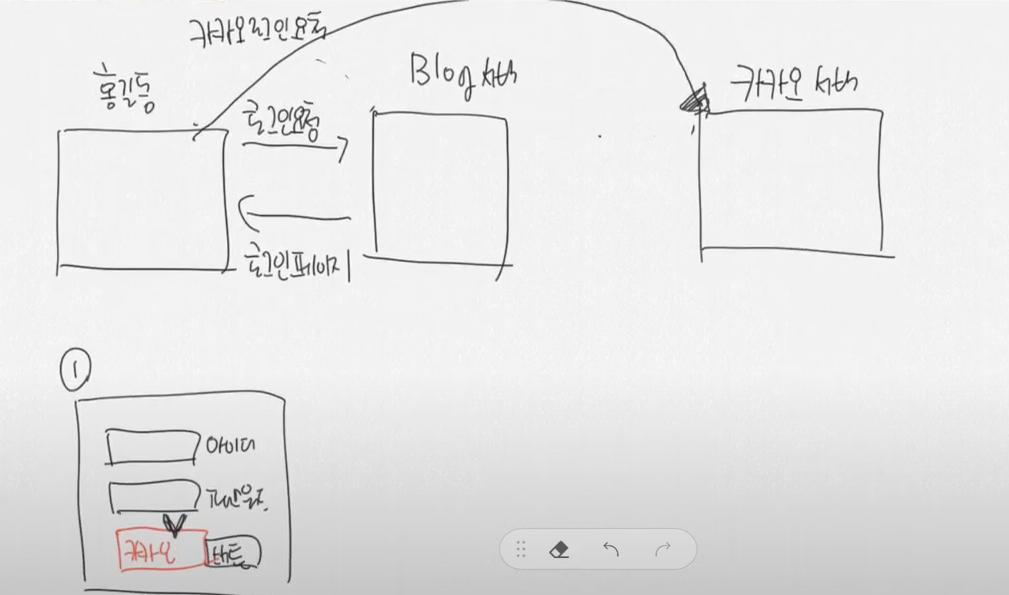 카카오로그인요청
홍길동
Blog 서버
카카오 서버
로그인요청
로그인페이지
①
아이디
패스워드
카카오
버튼